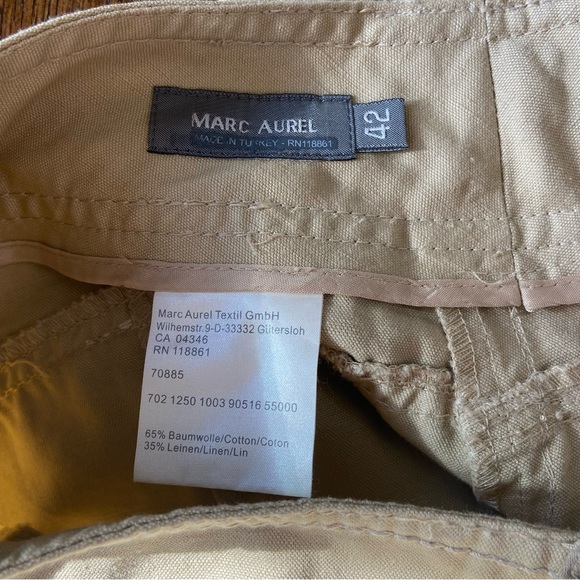 MARC AUREL
MADE IN TURKEY - RN118861
42
Marc Aurel Textil GmbH
Wilhemstr.9-D-33332 Gütersloh
CA 04346
RN 118861
70885
702 1250 1003 90516 55000
65% Baumwolle/Cotton/Coton
35% Leinen/Linen/Lin